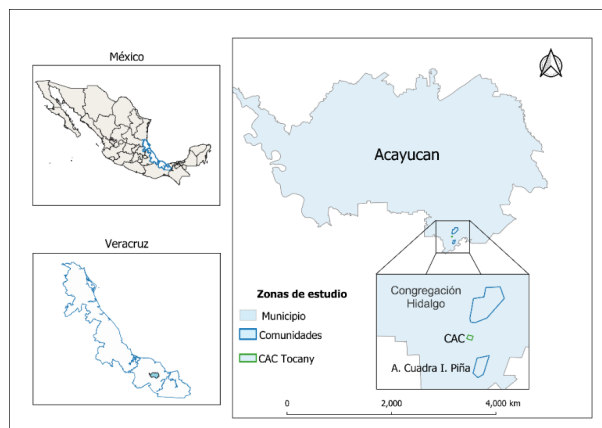 México
Veracruz
Acayucan
Zonas de estudio
Municipio
Comunidades
CAC Tocany
Congregación
Hidalgo
CAC
A. Cuadra I. Piña
0
2,000
4,000 km